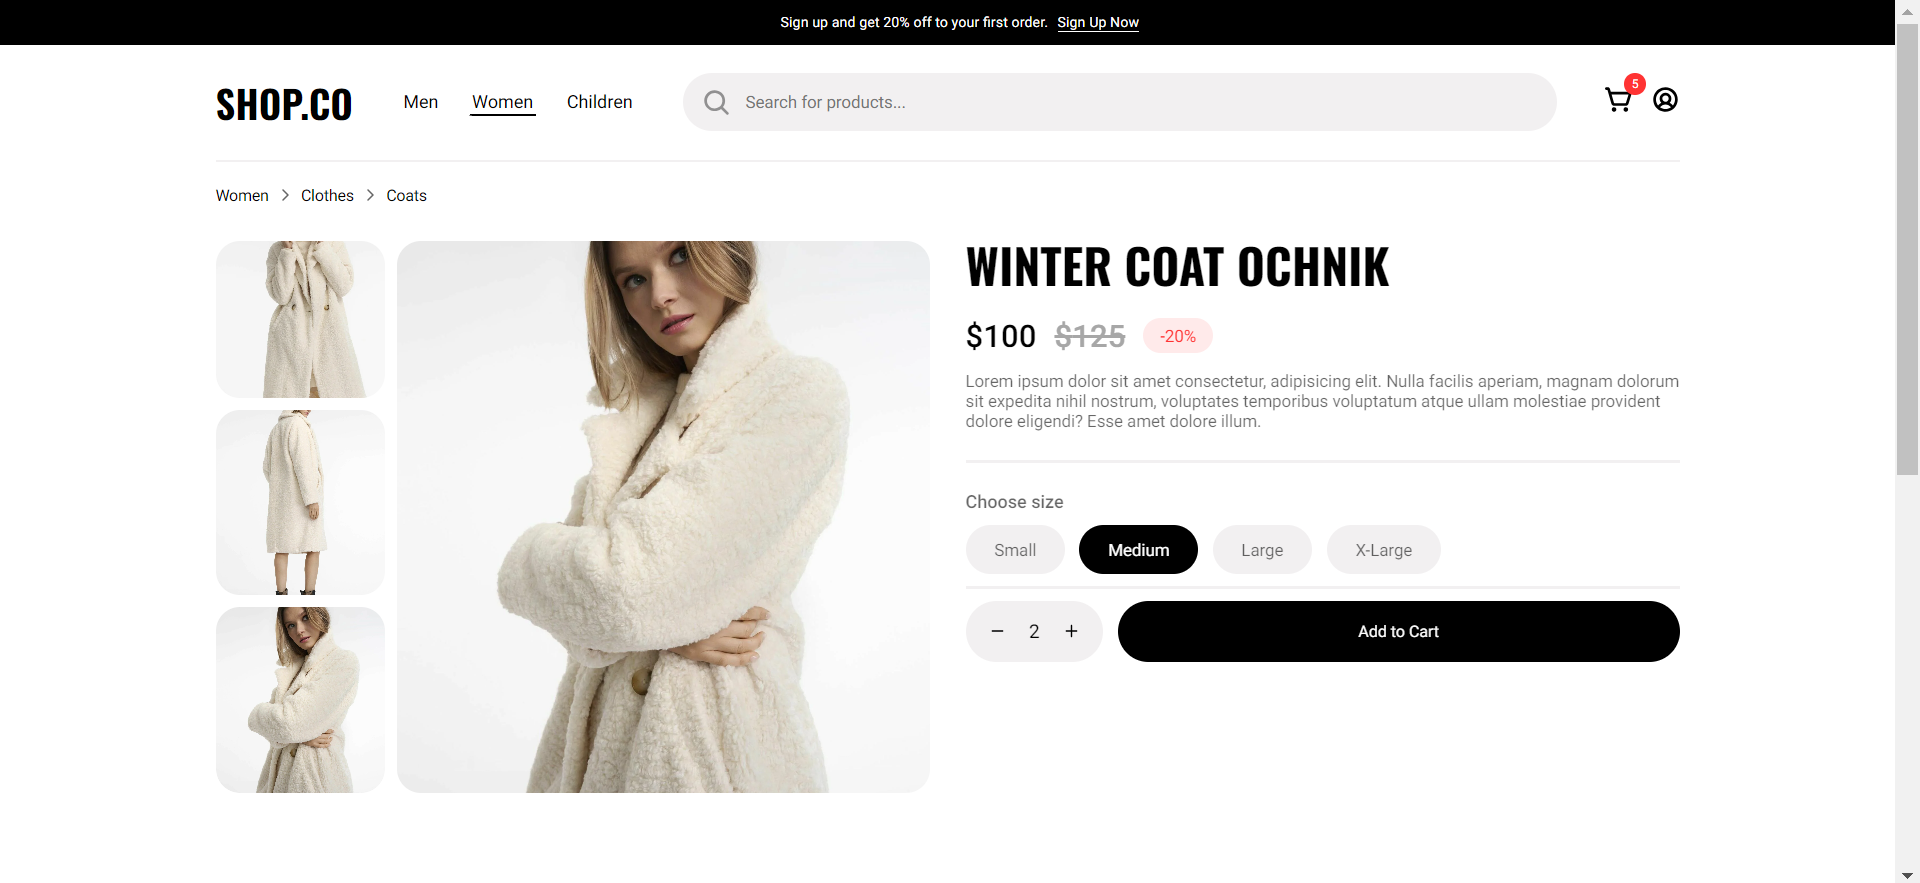 Sign up and get 20% off to your first order. Sign Up Now
SHOP.CO
Men
Women
Children
Search for products...
5
Women
Clothes
Coats
WINTER COAT OCHNIK
$100 $125 -20%
Lorem ipsum dolor sit amet consectetur, adipisicing elit. Nulla facilis aperiam, magnam dolorum
sit expedita nihil nostrum, voluptates temporibus voluptatum atque ullam molestiae provident
dolore eligendi? Esse amet dolore illum.
Choose size
Small
Medium
Large
X-Large
− 2 +
Add to Cart